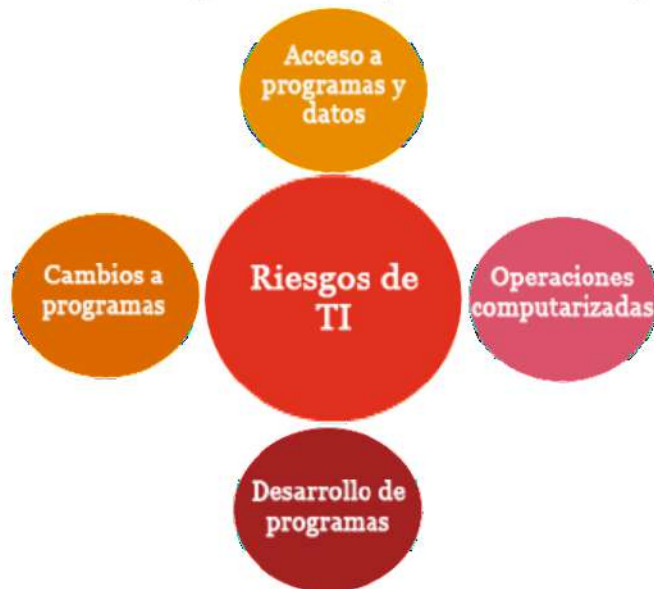 Acceso a
programas y
datos
Cambios a
programas
Riesgos de
TI
Operaciones
computarizadas
Desarrollo de
programas